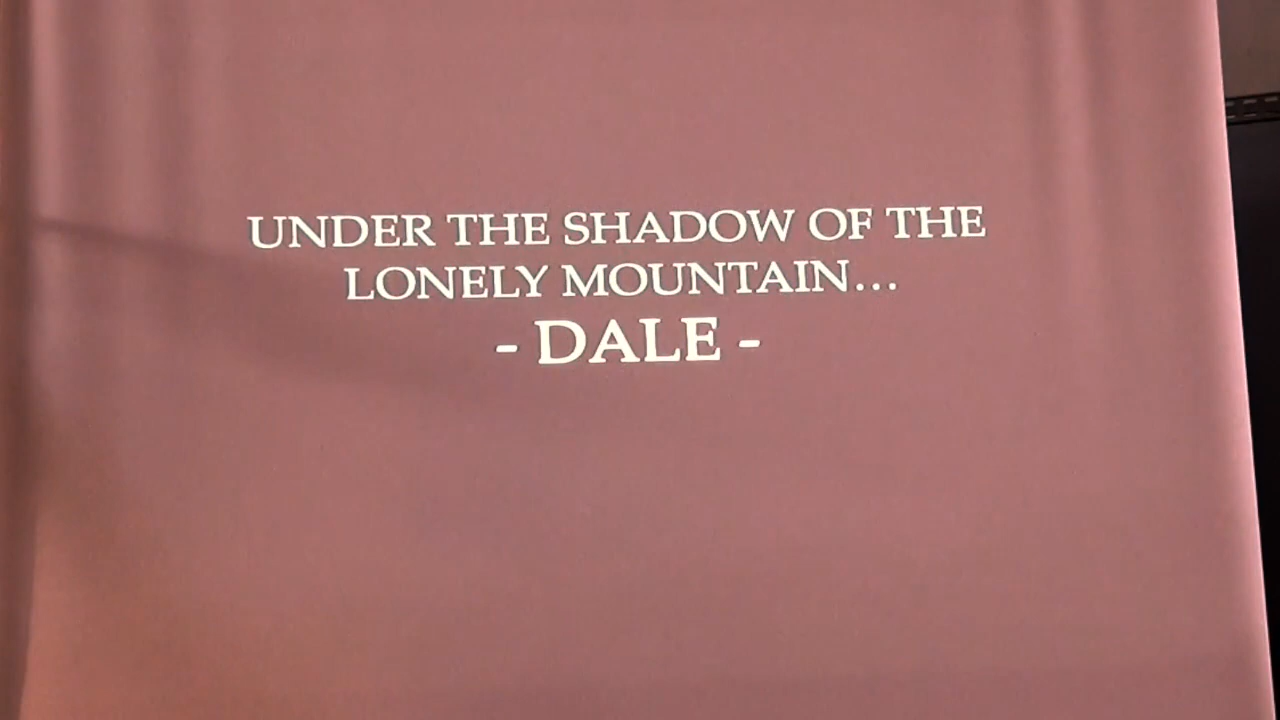 UNDER THE SHADOW OF THE
LONELY MOUNTAIN...
- DALE -